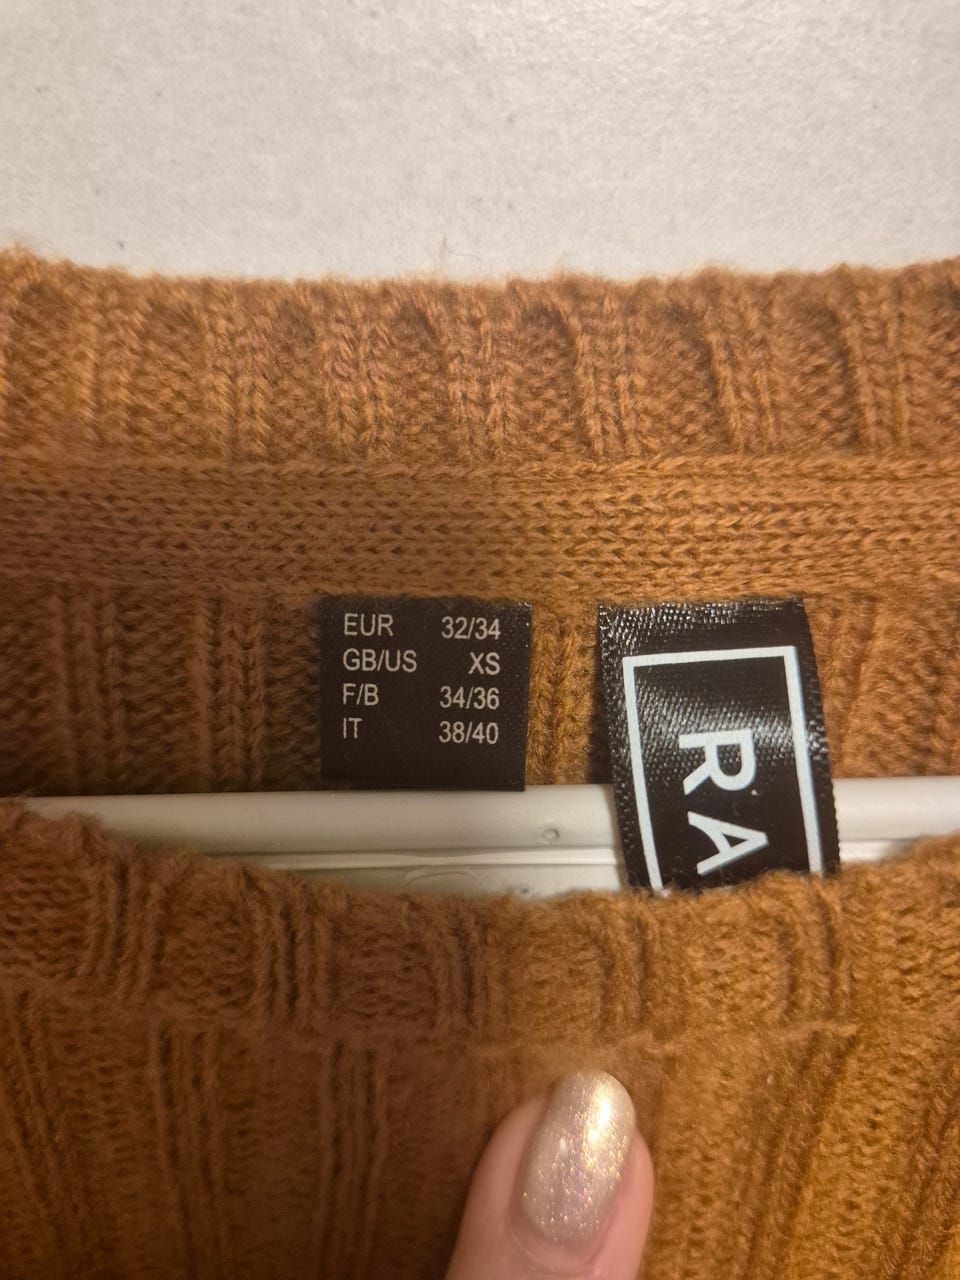 EUR 32/34
GB/US XS
F/B 34/36
IT 38/40
RA